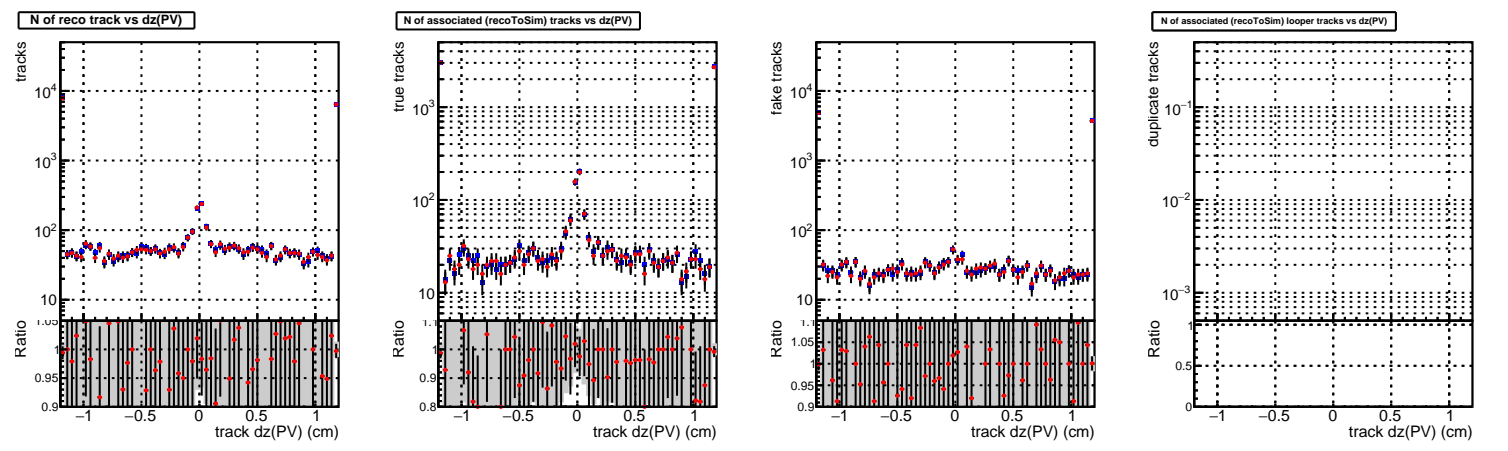 N of reco track vs dz(PV)
tracks
10⁴
10³
10²
10
Ratio
1.05
1
0.95
0.9
−1 −0.5 0 0.5 1
track dz(PV) (cm)
N of associated (recoToSim) tracks vs dz(PV)
true tracks
10³
10²
10
Ratio
1.1
1
0.9
0.8
−1 −0.5 0 0.5 1
track dz(PV) (cm)
fake tracks
10⁴
10³
10²
10
Ratio
1.05
1
0.95
0.9
−1 −0.5 0 0.5 1
track dz(PV) (cm)
N of associated (recoToSim) looper tracks vs dz(PV)
duplicate tracks
10⁻¹
10⁻²
10⁻³
Ratio
1
0.5
0
−1 −0.5 0 0.5 1
track dz(PV) (cm)